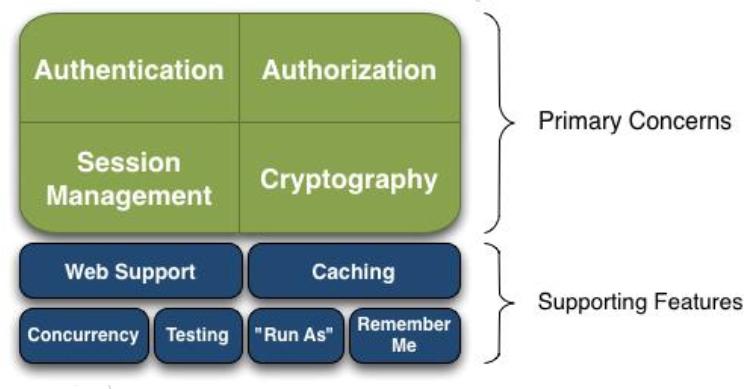 Authentication
Authorization
Session
Management
Cryptography
Primary Concerns
Web Support
Caching
Concurrency
Testing
"Run As"
Remember
Me
Supporting Features